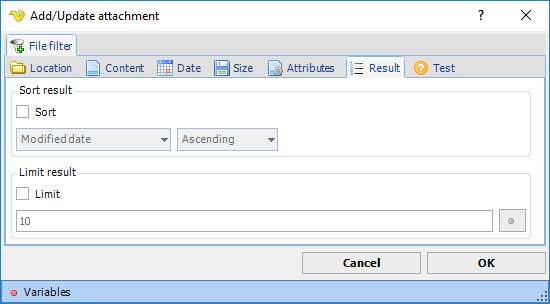 Add/Update attachment ?
File filter
Location Content Date Size Attributes Result Test
Sort result
Sort
Modified date Ascending
Limit result
Limit
10
Cancel OK
Variables